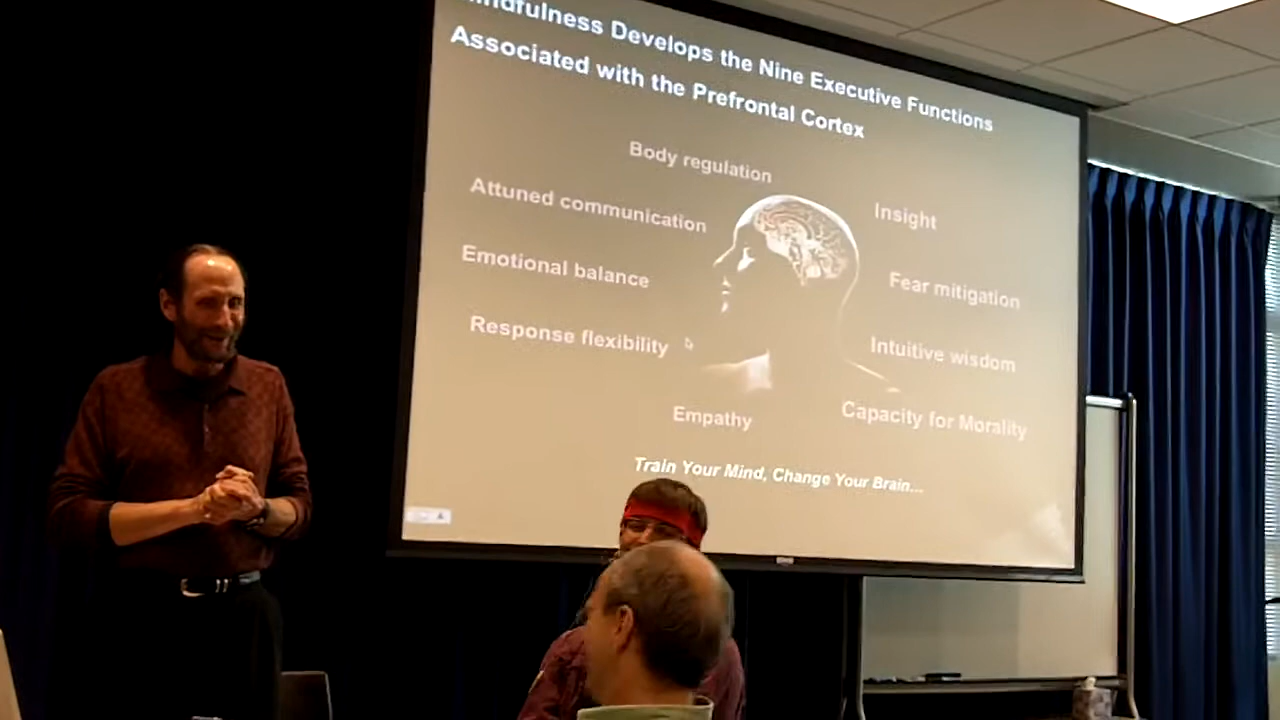 Mindfulness Develops the Nine Executive Functions
Associated with the Prefrontal Cortex
Body regulation
Attuned communication
Emotional balance
Response flexibility
Empathy
Insight
Fear mitigation
Intuitive wisdom
Capacity for Morality
Train Your Mind, Change Your Brain...